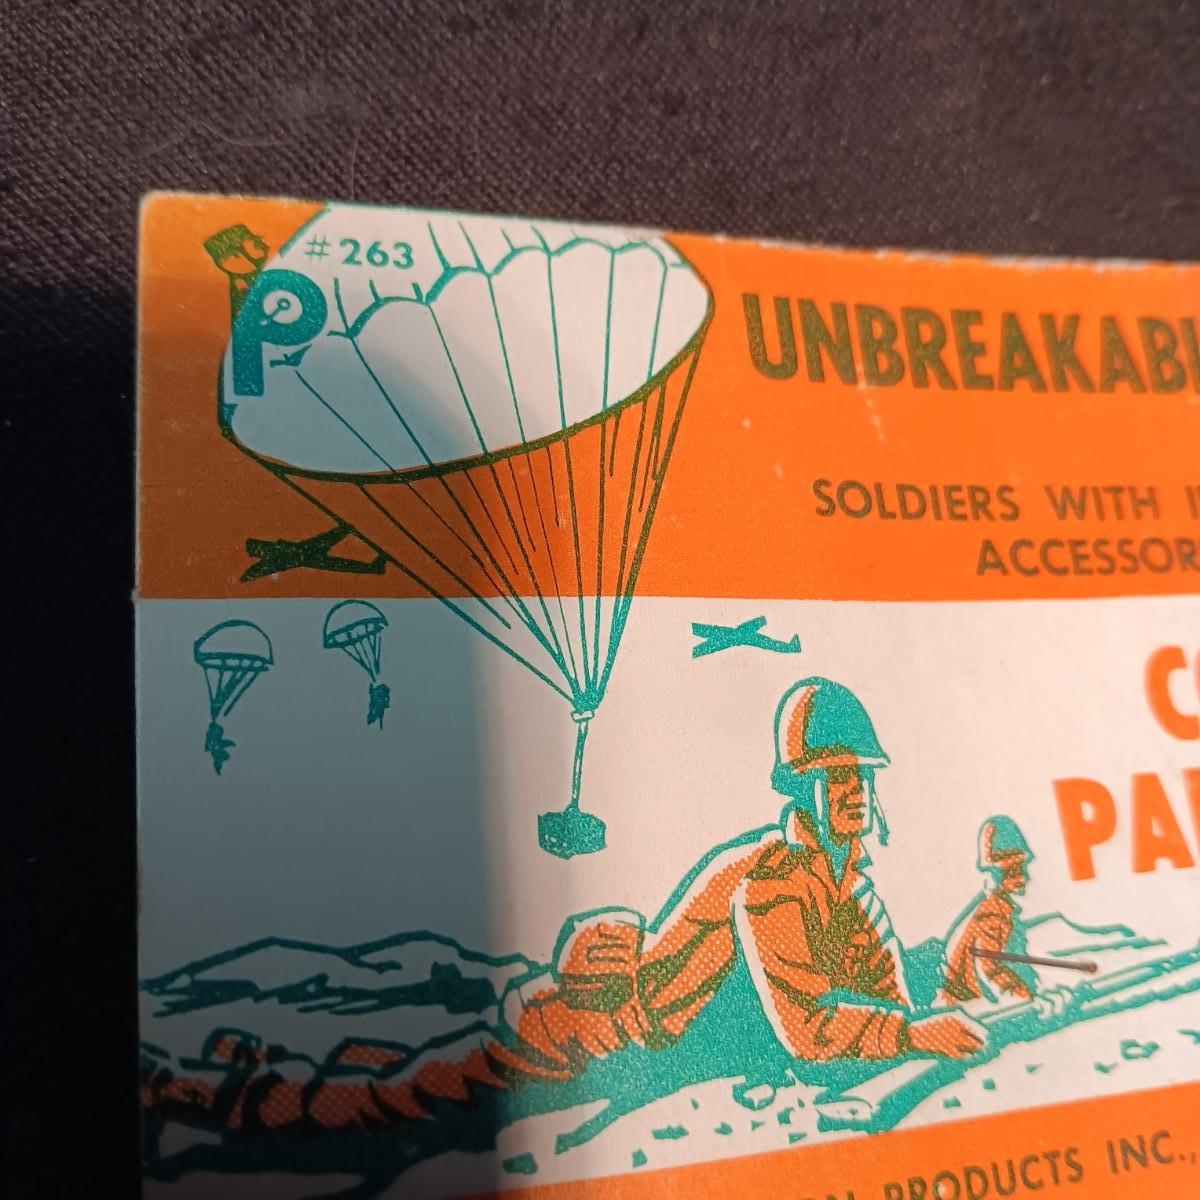 #263
P
UNBREAKABL
SOLDIERS WITH
ACCESSOR
PA
PRODUCTS INC.,